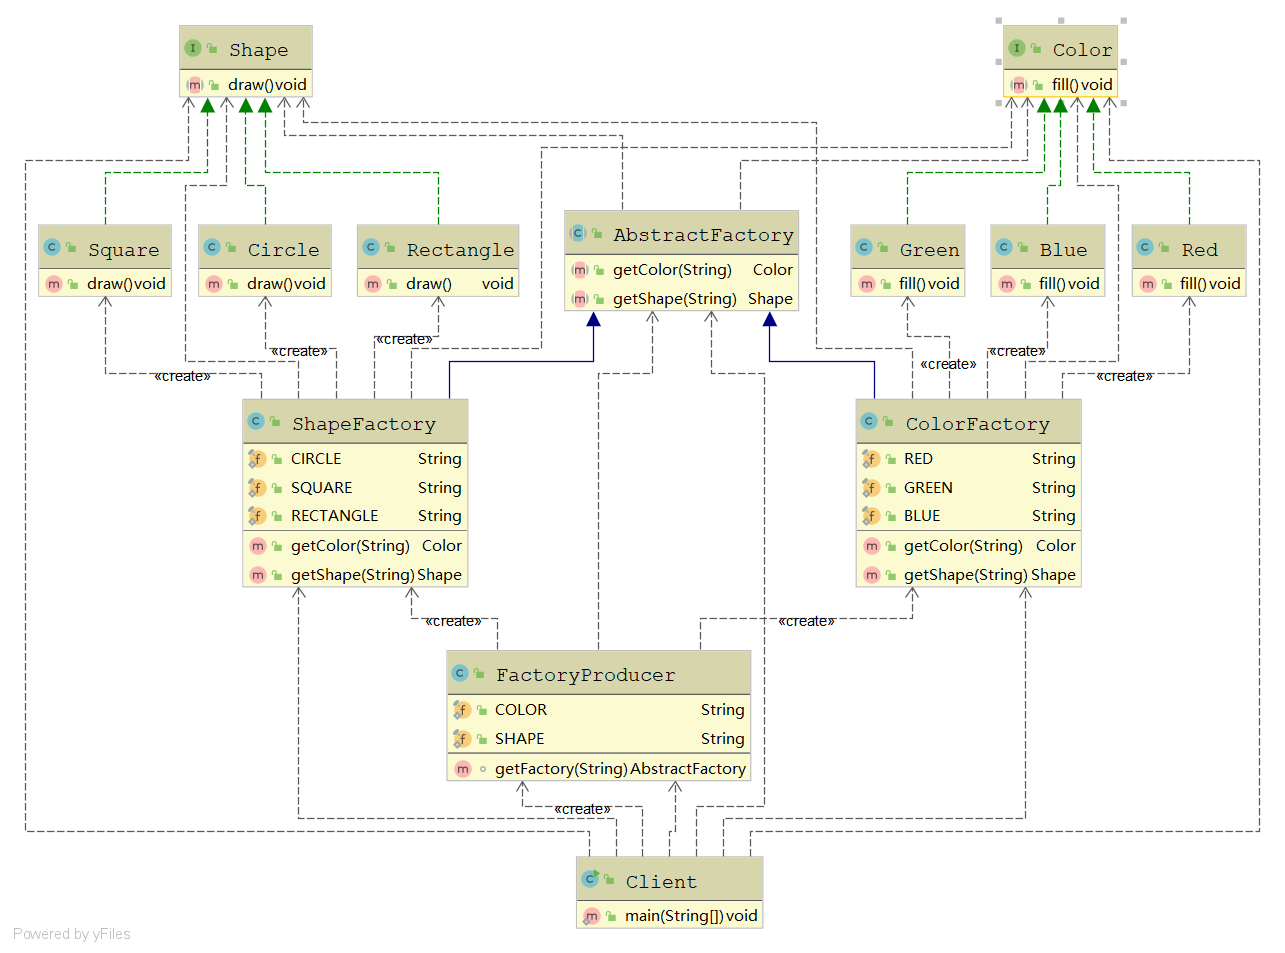 Shape
draw() void
Color
fill() void
Square
draw() void
Circle
draw() void
Rectangle
draw() void
AbstractFactory
getColor(String) Color
getShape(String) Shape
Green
fill() void
Blue
fill() void
Red
fill() void
«create»
«create»
«create»
«create»
«create»
«create»
ShapeFactory
CIRCLE String
SQUARE String
RECTANGLE String
getColor(String) Color
getShape(String) Shape
ColorFactory
RED String
GREEN String
BLUE String
getColor(String) Color
getShape(String) Shape
«create»
«create»
FactoryProducer
COLOR String
SHAPE String
getFactory(String) AbstractFactory
«create»
Client
main(String[]) void
Powered by yFiles